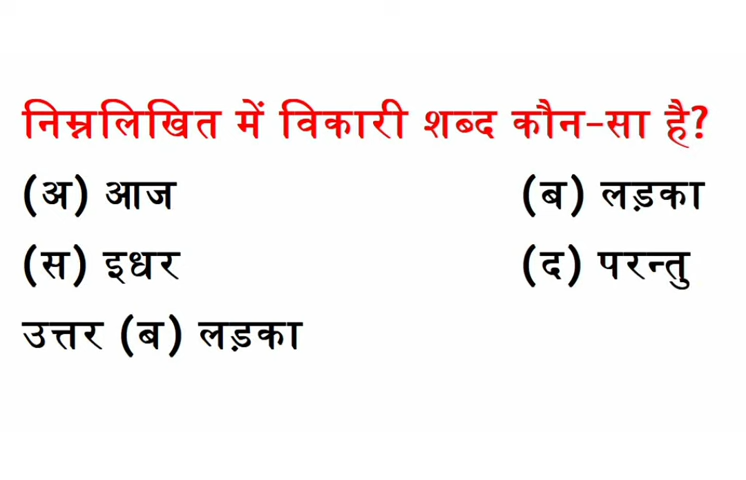 निम्नलिखित में विकारी शब्द कौन-सा है?
(अ) आज (ब) लड़का
(स) इधर (द) परन्तु
उत्तर (ब) लड़का